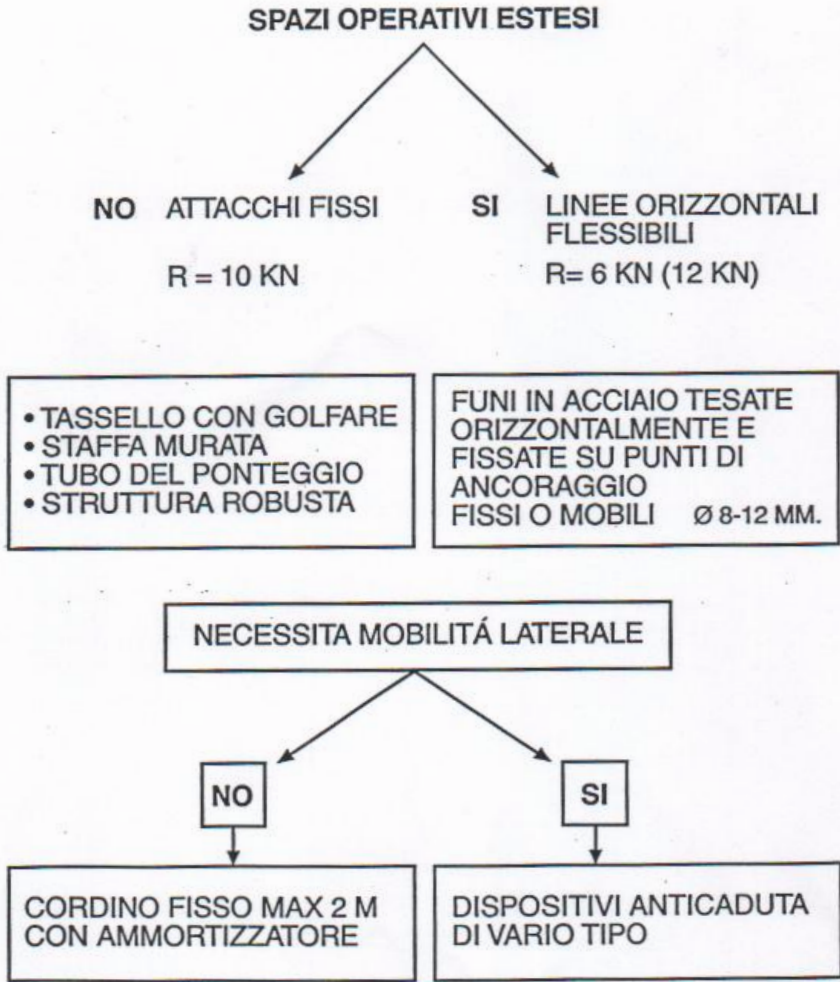 SPAZI OPERATIVI ESTESI
NO ATTACCHI FISSI
R = 10 KN
SI LINEE ORIZZONTALI
FLESSIBILI
R= 6 KN (12 KN)
• TASSELLO CON GOLFARE
• STAFFA MURATA
• TUBO DEL PONTEGGIO
• STRUTTURA ROBUSTA
FUNI IN ACCIAIO TESATE
ORIZZONTALMENTE E
FISSATE SU PUNTI DI
ANCORAGGIO
FISSI O MOBILI Ø 8-12 MM.
NECESSITA MOBILITÁ LATERALE
NO
SI
CORDINO FISSO MAX 2 M
CON AMMORTIZZATORE
DISPOSITIVI ANTICADUTA
DI VARIO TIPO